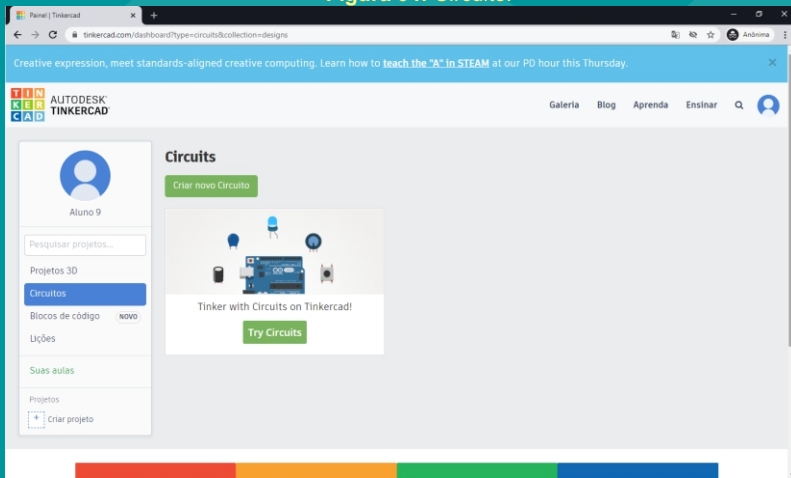 Painel | Tinkercad
tinkercad.com/dashboard?type=circuits&collection=designs
Anônima
Creative expression, meet standards-aligned creative computing. Learn how to teach the "A" in STEAM at our PD hour this Thursday.
TIN
KER
CAD
AUTODESK®
TINKERCAD®
Galeria Blog Aprenda Ensinar
Aluno 9
Pesquisar projetos...
Projetos 3D
Circuitos
Blocos de código NOVO
Lições
Suas aulas
Projetos
+ Criar projeto
Circuits
Criar novo Circuito
Tinker with Circuits on Tinkercad!
Try Circuits